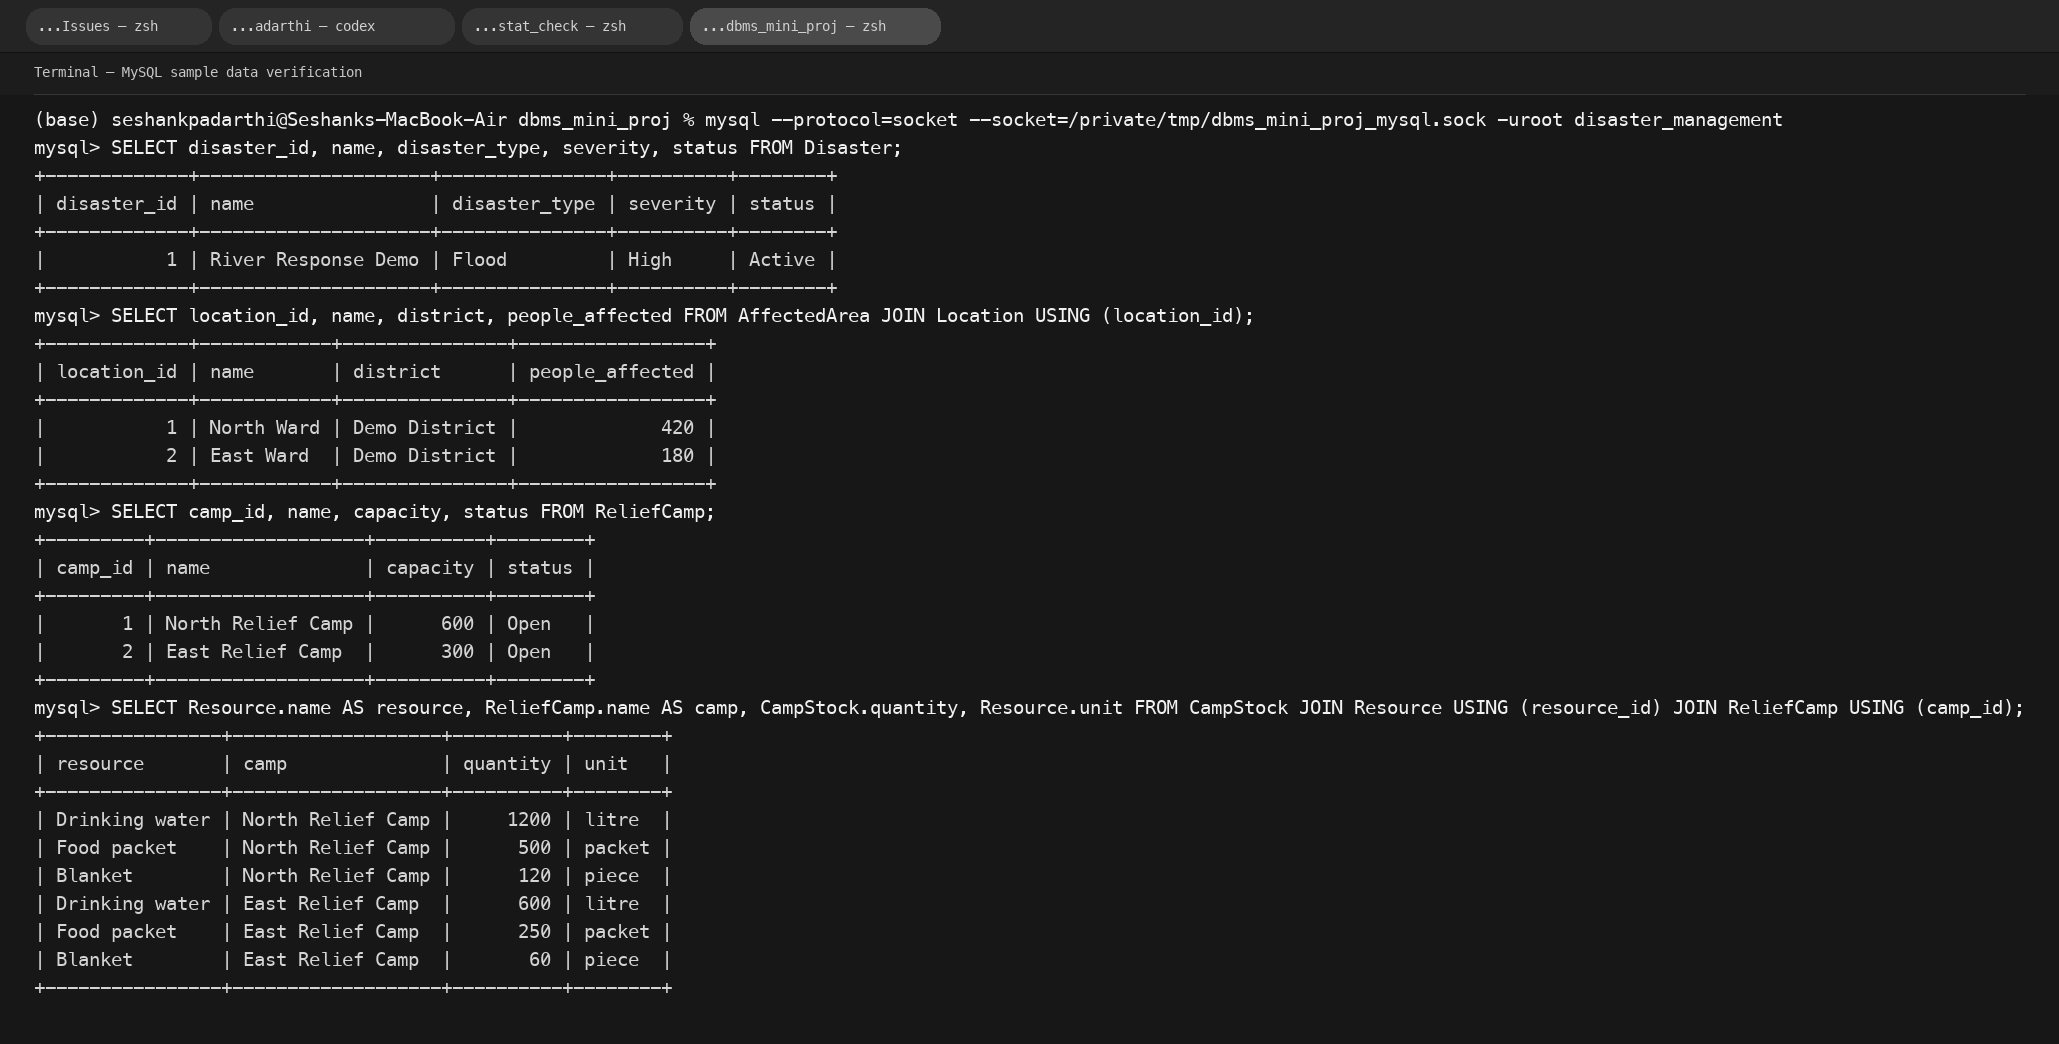 ...Issues — zsh ...adarthi — codex ...stat_check — zsh ...dbms_mini_proj — zsh
Terminal — MySQL sample data verification
(base) seshankpadarthi@Seshanks-MacBook-Air dbms_mini_proj % mysql --protocol=socket --socket=/private/tmp/dbms_mini_proj_mysql.sock -uroot disaster_management
mysql> SELECT disaster_id, name, disaster_type, severity, status FROM Disaster;
+-------------+---------------------+---------------+----------+--------+
| disaster_id | name                | disaster_type | severity | status |
+-------------+---------------------+---------------+----------+--------+
|           1 | River Response Demo | Flood         | High     | Active |
+-------------+---------------------+---------------+----------+--------+
mysql> SELECT location_id, name, district, people_affected FROM AffectedArea JOIN Location USING (location_id);
+-------------+------------+---------------+-----------------+
| location_id | name       | district      | people_affected |
+-------------+------------+---------------+-----------------+
|           1 | North Ward | Demo District |             420 |
|           2 | East Ward  | Demo District |             180 |
+-------------+------------+---------------+-----------------+
mysql> SELECT camp_id, name, capacity, status FROM ReliefCamp;
+---------+-------------------+----------+--------+
| camp_id | name              | capacity | status |
+---------+-------------------+----------+--------+
|       1 | North Relief Camp |      600 | Open   |
|       2 | East Relief Camp  |      300 | Open   |
+---------+-------------------+----------+--------+
mysql> SELECT Resource.name AS resource, ReliefCamp.name AS camp, CampStock.quantity, Resource.unit FROM CampStock JOIN Resource USING (resource_id) JOIN ReliefCamp USING (camp_id);
+----------------+-------------------+----------+--------+
| resource       | camp              | quantity | unit   |
+----------------+-------------------+----------+--------+
| Drinking water | North Relief Camp |     1200 | litre  |
| Food packet    | North Relief Camp |      500 | packet |
| Blanket        | North Relief Camp |      120 | piece  |
| Drinking water | East Relief Camp  |      600 | litre  |
| Food packet    | East Relief Camp  |      250 | packet |
| Blanket        | East Relief Camp  |       60 | piece  |
+----------------+-------------------+----------+--------+